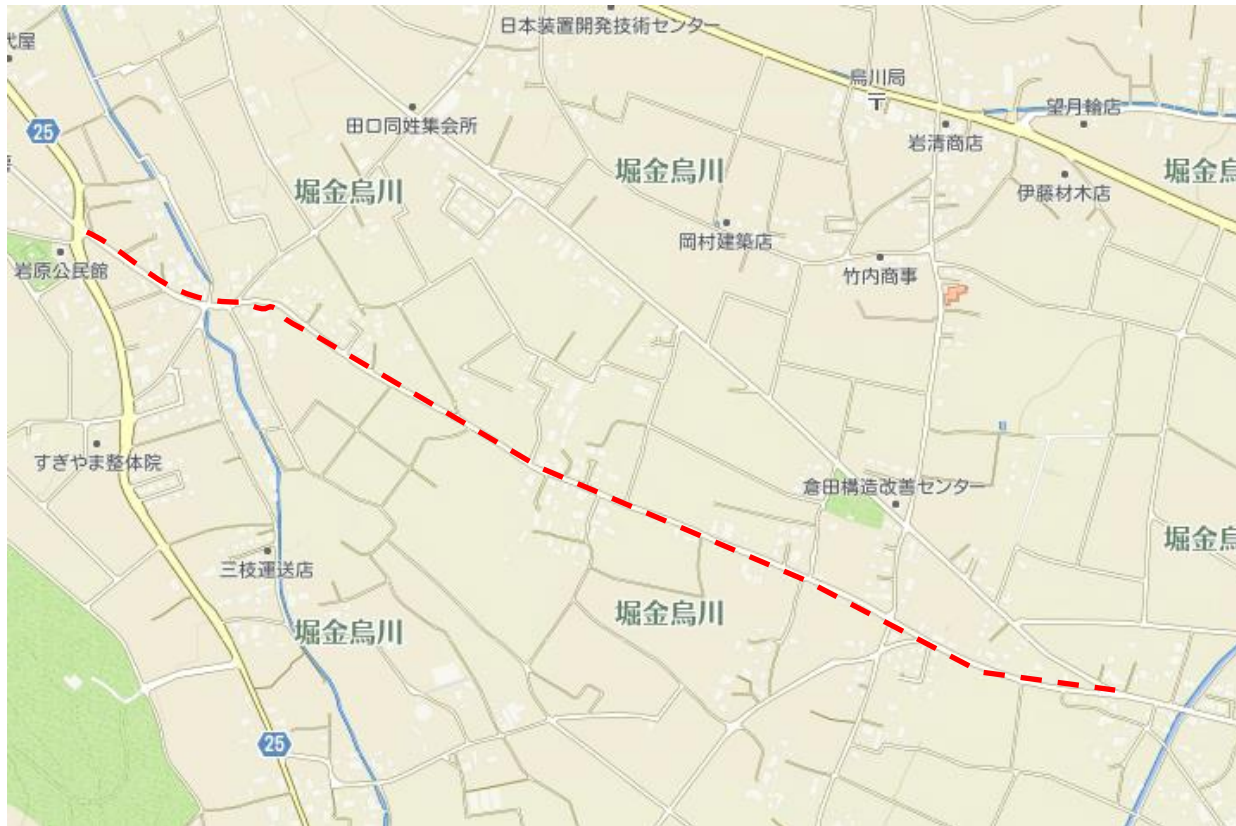 日本装置開発技術センター
弐屋
烏川局
望月輪店
25
田口同姓集会所
岩清商店
堀金烏川
堀金烏川
堀金烏
伊藤材木店
岡村建築店
岩原公民館
竹内商事
すぎやま整体院
倉田構造改善センター
堀金烏
三枝運送店
堀金烏川
堀金烏川
25